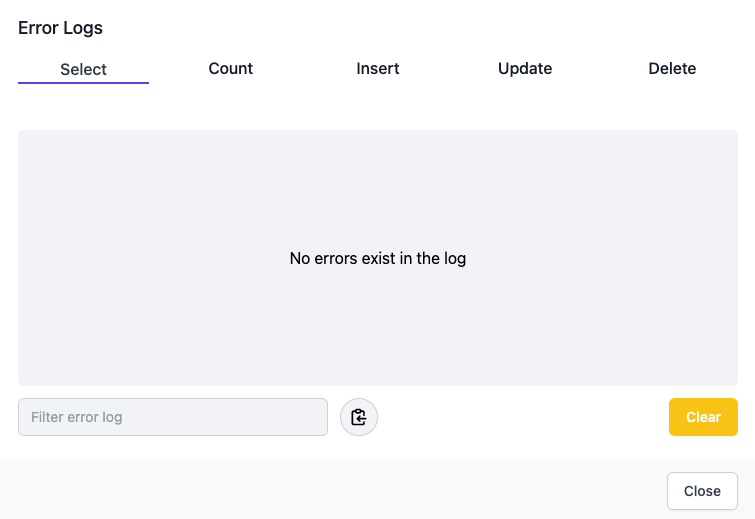 Error Logs
Select Count Insert Update Delete
No errors exist in the log
Filter error log Clear
Close